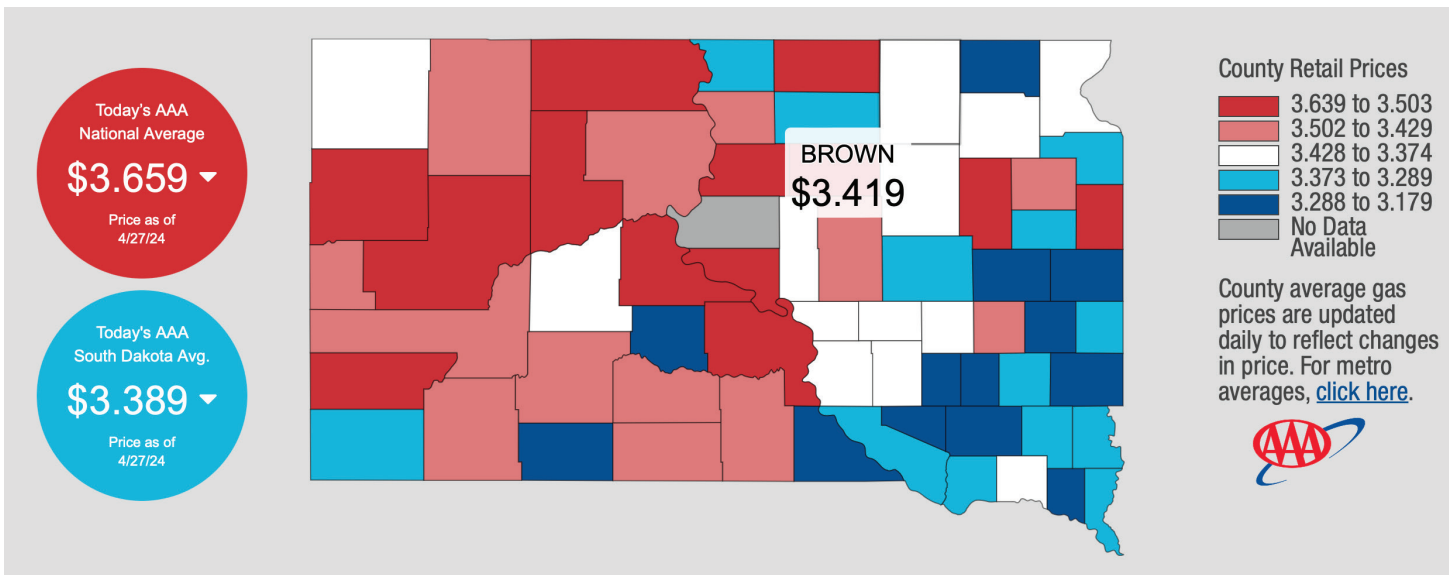 Today's AAA
National Average
$3.659
Price as of
4/27/24
Today's AAA
South Dakota Avg.
$3.389
Price as of
4/27/24
BROWN
$3.419
County Retail Prices
3.639 to 3.503
3.502 to 3.429
3.428 to 3.374
3.373 to 3.289
3.288 to 3.179
No Data
Available
County average gas
prices are updated
daily to reflect changes
in price. For metro
averages, click here.
AAA